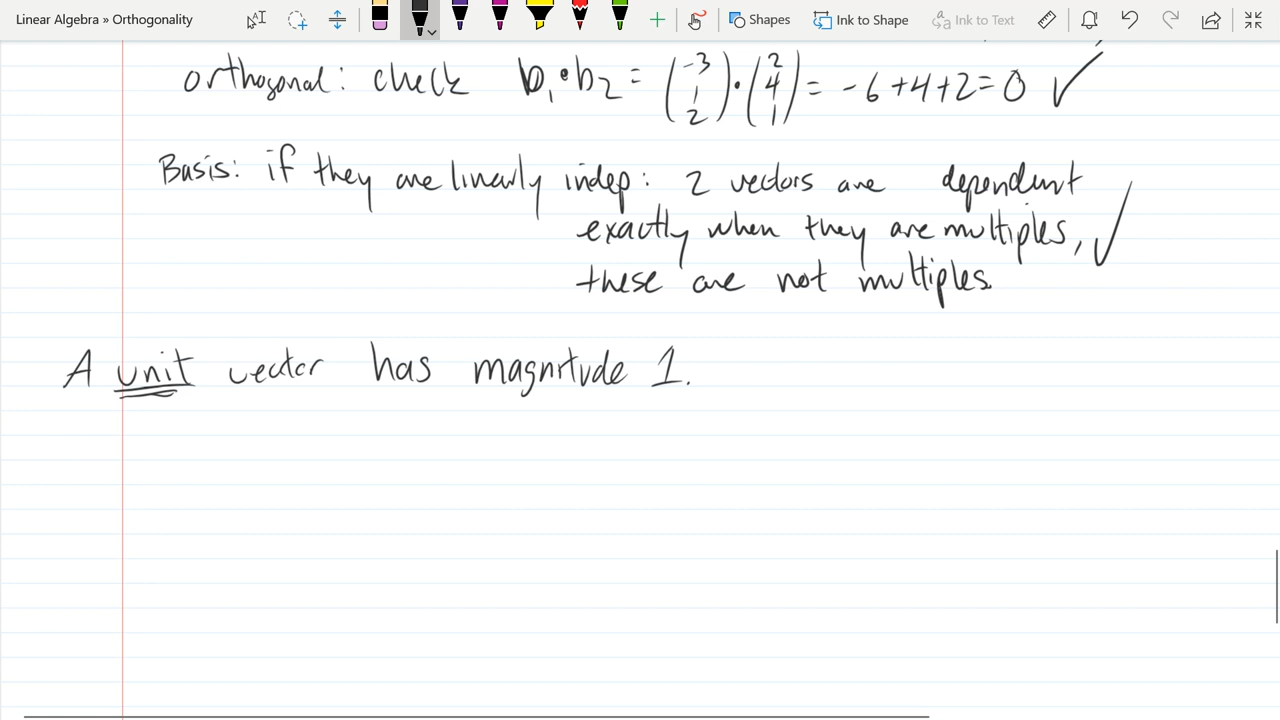 Linear Algebra » Orthogonality
Shapes
Ink to Shape
Ink to Text
orthogonal: check b₁•b₂ = (-3 1 2)•(2 4 1) = -6+4+2=0 ✓
Basis: if they are linearly indep: 2 vectors are dependent
exactly when they are multiples, ✓
these are not multiples.
A unit vector has magnitude 1.